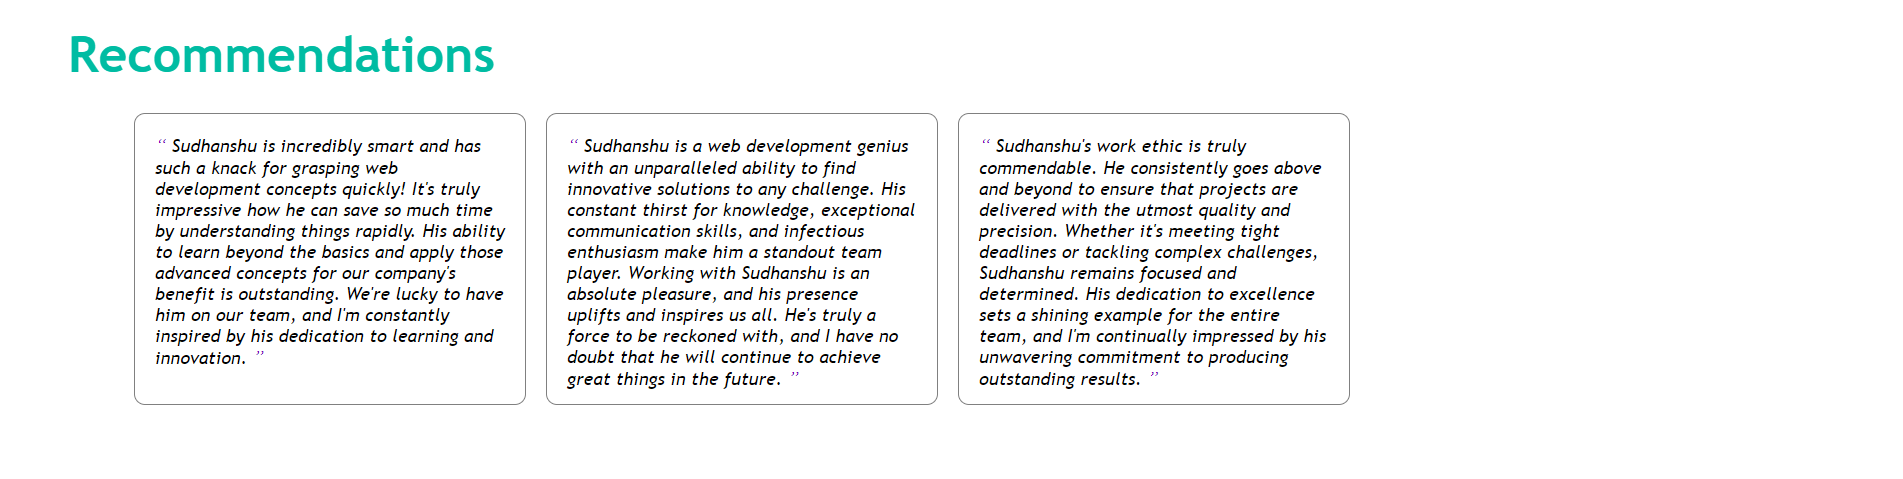 Recommendations
“ Sudhanshu is incredibly smart and has
such a knack for grasping web
development concepts quickly! It's truly
impressive how he can save so much time
by understanding things rapidly. His ability
to learn beyond the basics and apply those
advanced concepts for our company's
benefit is outstanding. We're lucky to have
him on our team, and I'm constantly
inspired by his dedication to learning and
innovation. ”
“ Sudhanshu is a web development genius
with an unparalleled ability to find
innovative solutions to any challenge. His
constant thirst for knowledge, exceptional
communication skills, and infectious
enthusiasm make him a standout team
player. Working with Sudhanshu is an
absolute pleasure, and his presence
uplifts and inspires us all. He's truly a
force to be reckoned with, and I have no
doubt that he will continue to achieve
great things in the future. ”
“ Sudhanshu's work ethic is truly
commendable. He consistently goes above
and beyond to ensure that projects are
delivered with the utmost quality and
precision. Whether it's meeting tight
deadlines or tackling complex challenges,
Sudhanshu remains focused and
determined. His dedication to excellence
sets a shining example for the entire
team, and I'm continually impressed by his
unwavering commitment to producing
outstanding results. ”